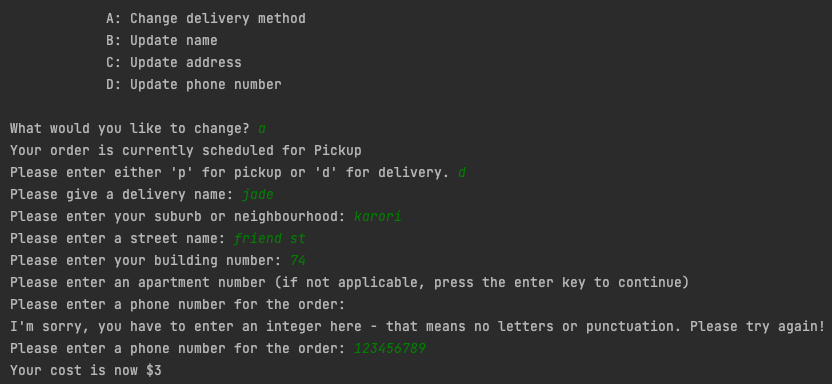 A: Change delivery method
B: Update name
C: Update address
D: Update phone number
What would you like to change? a
Your order is currently scheduled for Pickup
Please enter either 'p' for pickup or 'd' for delivery. d
Please give a delivery name: jade
Please enter your suburb or neighbourhood: karori
Please enter a street name: friend st
Please enter your building number: 74
Please enter an apartment number (if not applicable, press the enter key to continue)
Please enter a phone number for the order:
I'm sorry, you have to enter an integer here - that means no letters or punctuation. Please try again!
Please enter a phone number for the order: 123456789
Your cost is now $3